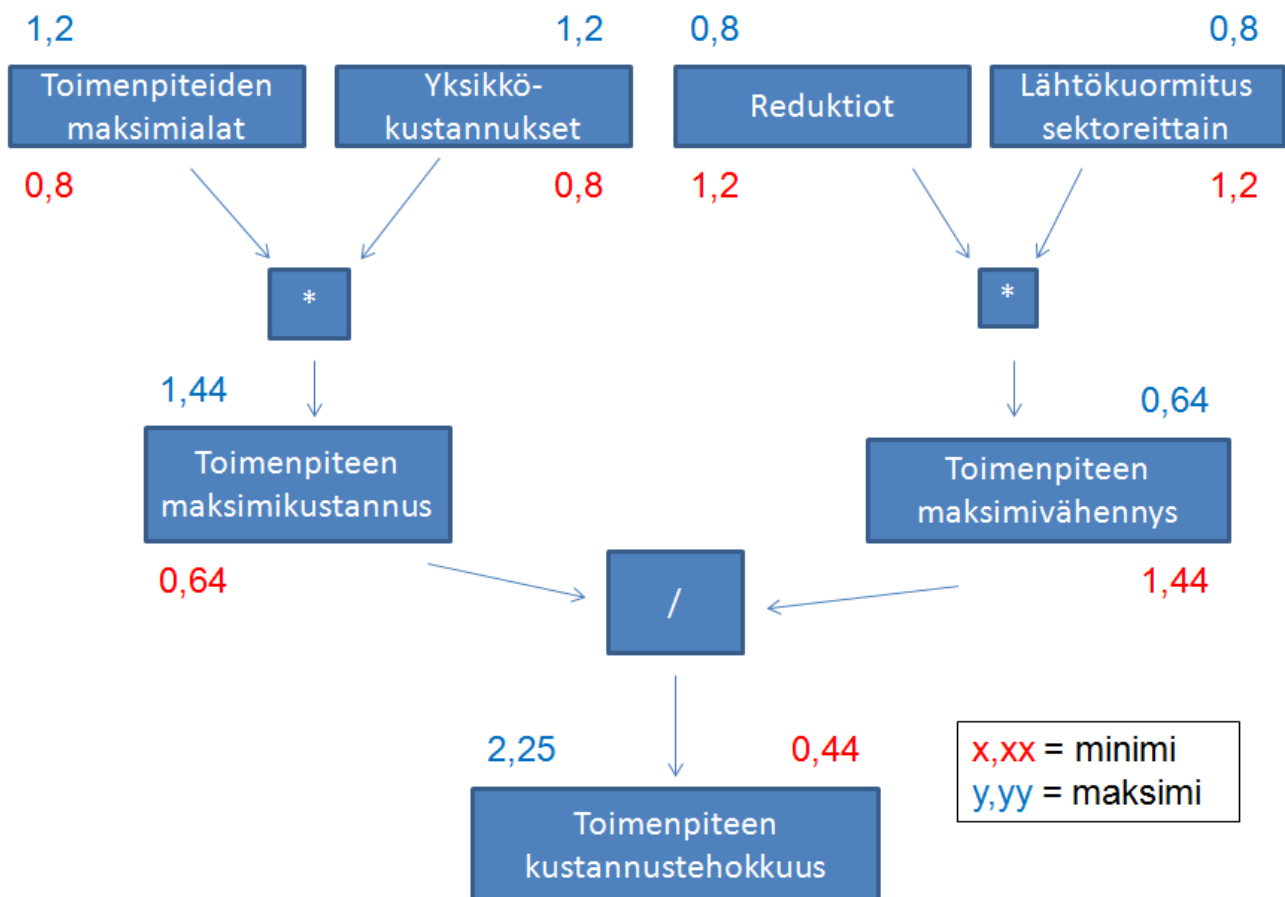 1,2
1,2
0,8
0,8
Toimenpiteiden
maksimialat
Yksikkö-
kustannukset
Reduktiot
Lähtökuormitus
sektoreittain
0,8
0,8
1,2
1,2
*
*
1,44
0,64
Toimenpiteen
maksimikustannus
Toimenpiteen
maksimivähennys
0,64
1,44
/
2,25
0,44
x,xx = minimi
y,yy = maksimi
Toimenpiteen
kustannustehokkuus